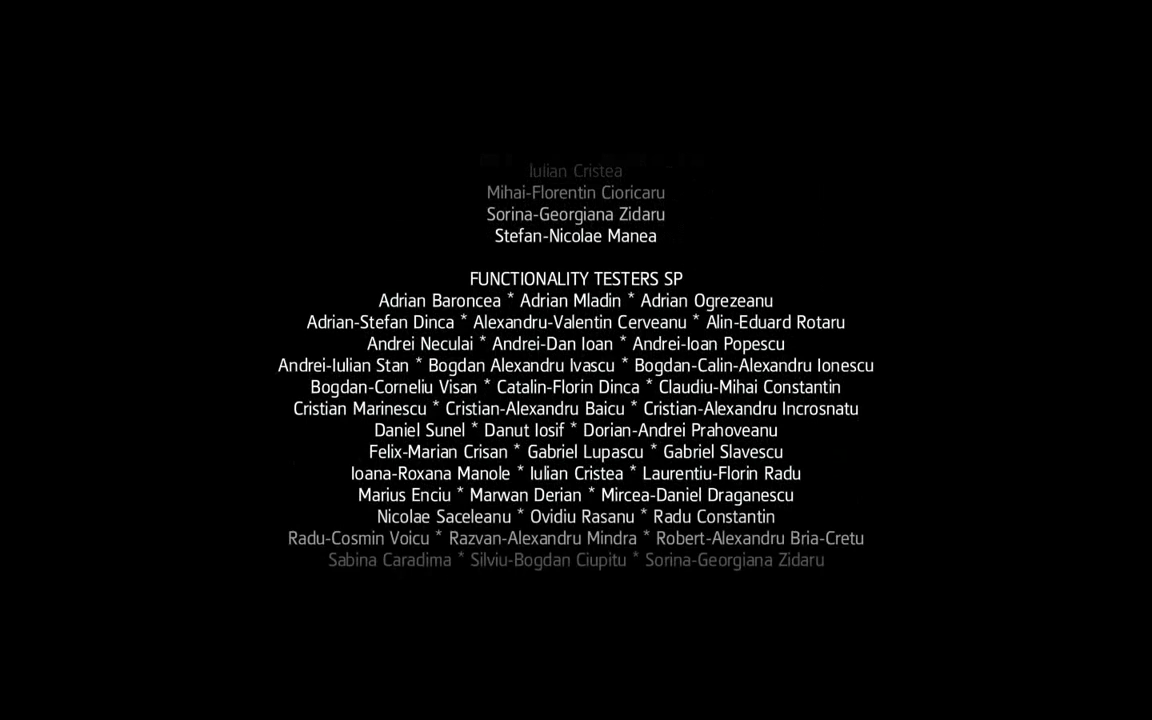 Iulian Cristea
Mihai-Florentin Cioricaru
Sorina-Georgiana Zidaru
Stefan-Nicolae Manea
FUNCTIONALITY TESTERS SP
Adrian Baroncea * Adrian Mladin * Adrian Ogrezeanu
Adrian-Stefan Dinca * Alexandru-Valentin Cerveanu * Alin-Eduard Rotaru
Andrei Neculai * Andrei-Dan Ioan * Andrei-Ioan Popescu
Andrei-Iulian Stan * Bogdan Alexandru Ivascu * Bogdan-Calin-Alexandru Ionescu
Bogdan-Corneliu Visan * Catalin-Florin Dinca * Claudiu-Mihai Constantin
Cristian Marinescu * Cristian-Alexandru Baicu * Cristian-Alexandru Incrosnatu
Daniel Sunel * Danut Iosif * Dorian-Andrei Prahoveanu
Felix-Marian Crisan * Gabriel Lupascu * Gabriel Slavescu
Ioana-Roxana Manole * Iulian Cristea * Laurentiu-Florin Radu
Marius Enciu * Marwan Derian * Mircea-Daniel Draganescu
Nicolae Saceleanu * Ovidiu Rasanu * Radu Constantin
Radu-Cosmin Voicu * Razvan-Alexandru Mindra * Robert-Alexandru Bria-Cretu
Sabina Caradima * Silviu-Bogdan Ciupitu * Sorina-Georgiana Zidaru